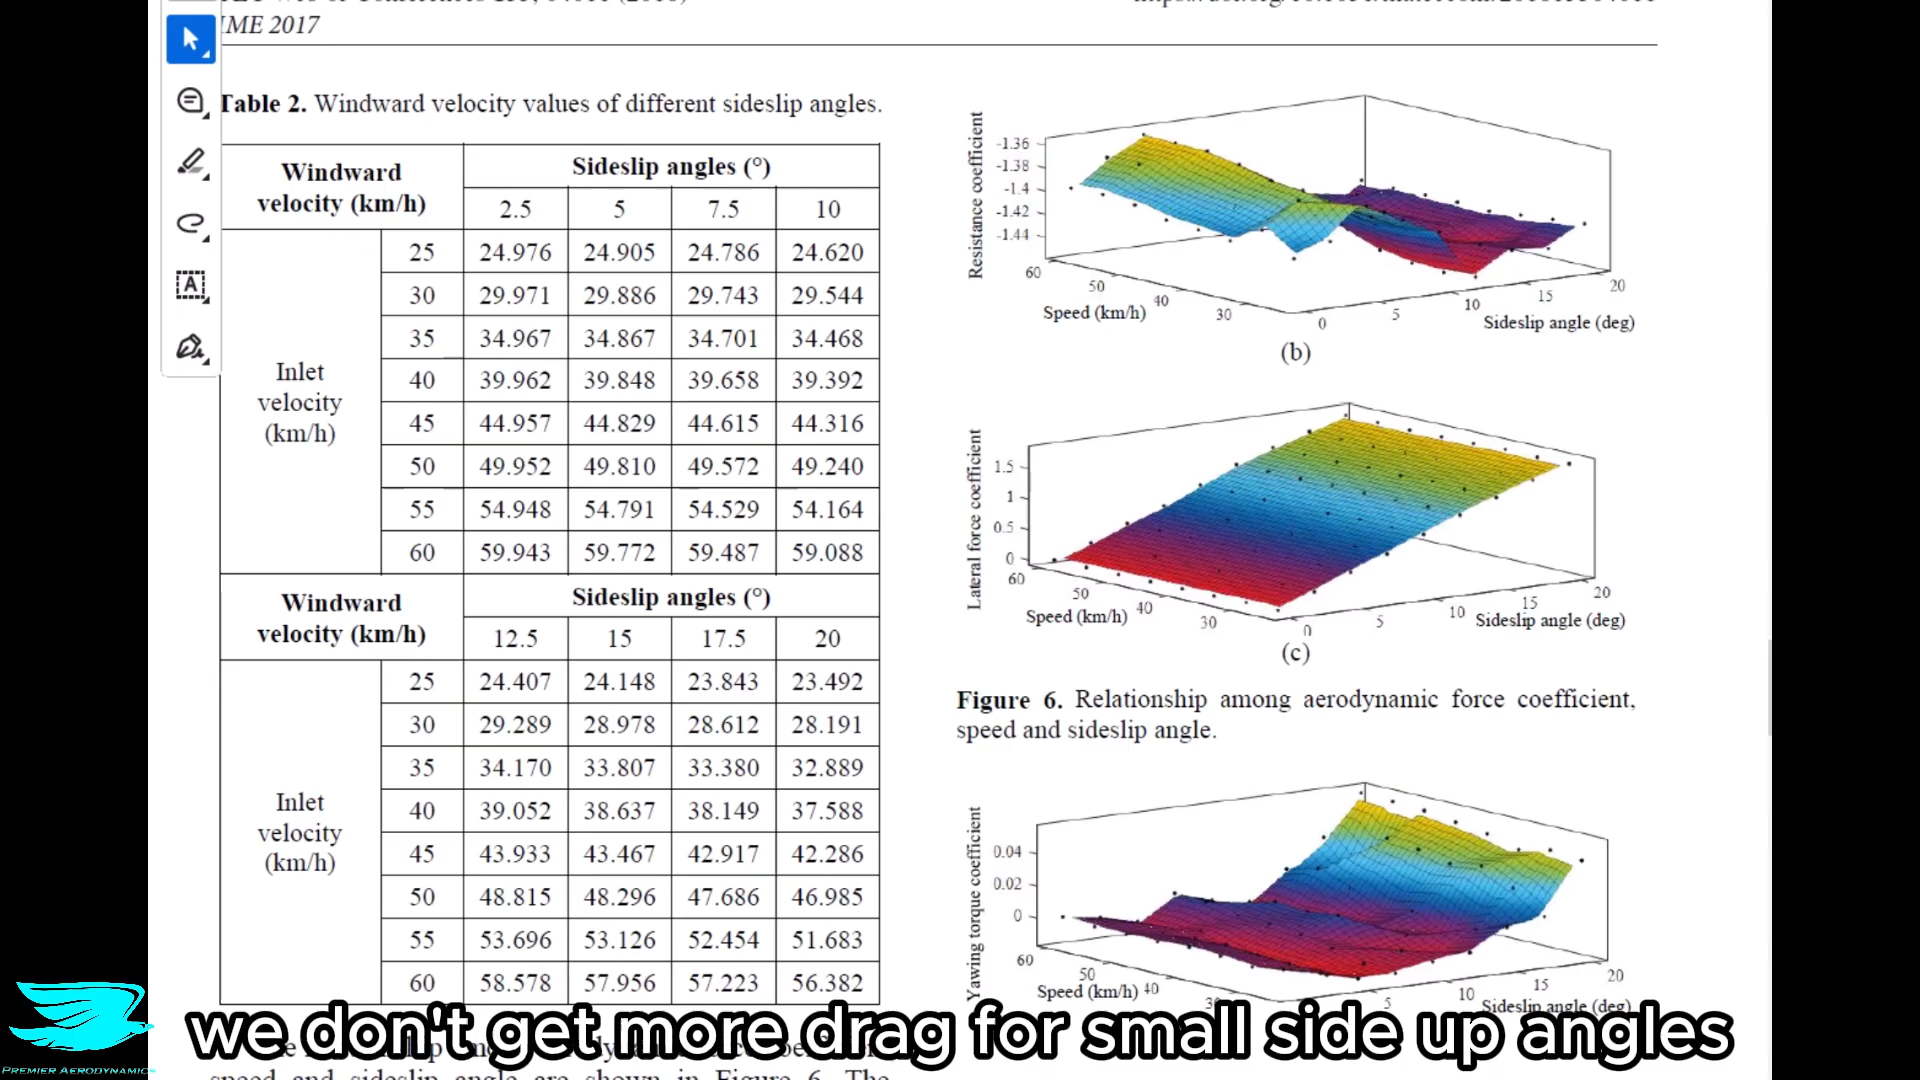 IME 2017
Table 2. Windward velocity values of different sideslip angles.
Windward velocity (km/h)
Sideslip angles (°)
2.5 5 7.5 10
Inlet velocity (km/h)
25 24.976 24.905 24.786 24.620
30 29.971 29.886 29.743 29.544
35 34.967 34.867 34.701 34.468
40 39.962 39.848 39.658 39.392
45 44.957 44.829 44.615 44.316
50 49.952 49.810 49.572 49.240
55 54.948 54.791 54.529 54.164
60 59.943 59.772 59.487 59.088
Windward velocity (km/h)
Sideslip angles (°)
12.5 15 17.5 20
Inlet velocity (km/h)
25 24.407 24.148 23.843 23.492
30 29.289 28.978 28.612 28.191
35 34.170 33.807 33.380 32.889
40 39.052 38.637 38.149 37.588
45 43.933 43.467 42.917 42.286
50 48.815 48.296 47.686 46.985
55 53.696 53.126 52.454 51.683
60 58.578 57.956 57.223 56.382
speed and sideslip angle are shown in Figure 6. The
Resistance coefficient
-1.36
-1.38
-1.4
-1.42
-1.44
60 50 40 30
Speed (km/h)
0 5 10 15 20
Sideslip angle (deg)
(b)
Lateral force coefficient
1.5
1
0.5
0
60 50 40 30
Speed (km/h)
0 5 10 15 20
Sideslip angle (deg)
(c)
Figure 6. Relationship among aerodynamic force coefficient,
speed and sideslip angle.
Yawing torque coefficient
0.04
0.02
0
60 50 40
Speed (km/h)
5 10 15 20
Sideslip angle (deg)
we don't get more drag for small side up angles
PREMIER AERODYNAMICS